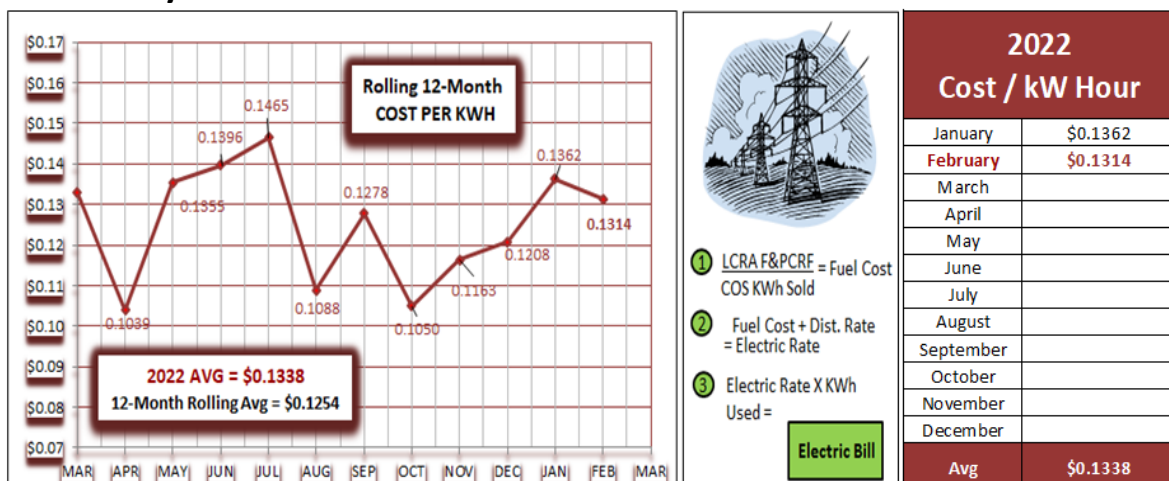 $0.17
$0.16
$0.15
$0.14
$0.13
$0.12
$0.11
$0.10
$0.09
$0.08
$0.07
Rolling 12-Month
COST PER KWH
0.1039
0.1355
0.1396
0.1465
0.1088
0.1278
0.1050
0.1163
0.1208
0.1362
0.1314
2022 AVG = $0.1338
12-Month Rolling Avg = $0.1254
MAR APR MAY JUN JUL AUG SEP OCT NOV DEC JAN FEB MAR
1 LCRA F&PCRF = Fuel Cost
COS KWh Sold
2 Fuel Cost + Dist. Rate
= Electric Rate
3 Electric Rate X KWh
Used =
Electric Bill
2022
Cost / kW Hour
January $0.1362
February $0.1314
March
April
May
June
July
August
September
October
November
December
Avg $0.1338